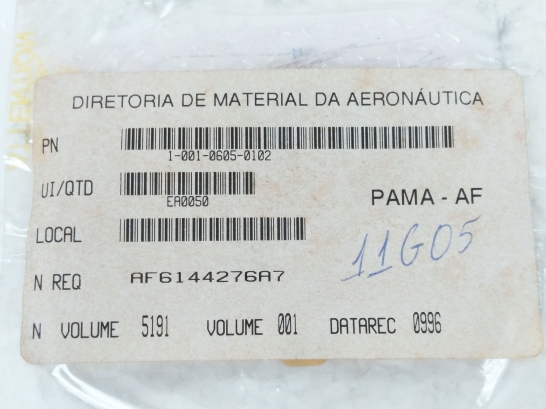 DIRETORIA DE MATERIAL DA AERONÁUTICA
PN
1-001-0605-0102
UI/QTD
EA0050
PAMA - AF
LOCAL
11G05
N REQ AF6144276A7
N VOLUME 5191 VOLUME 001 DATAREC 0996